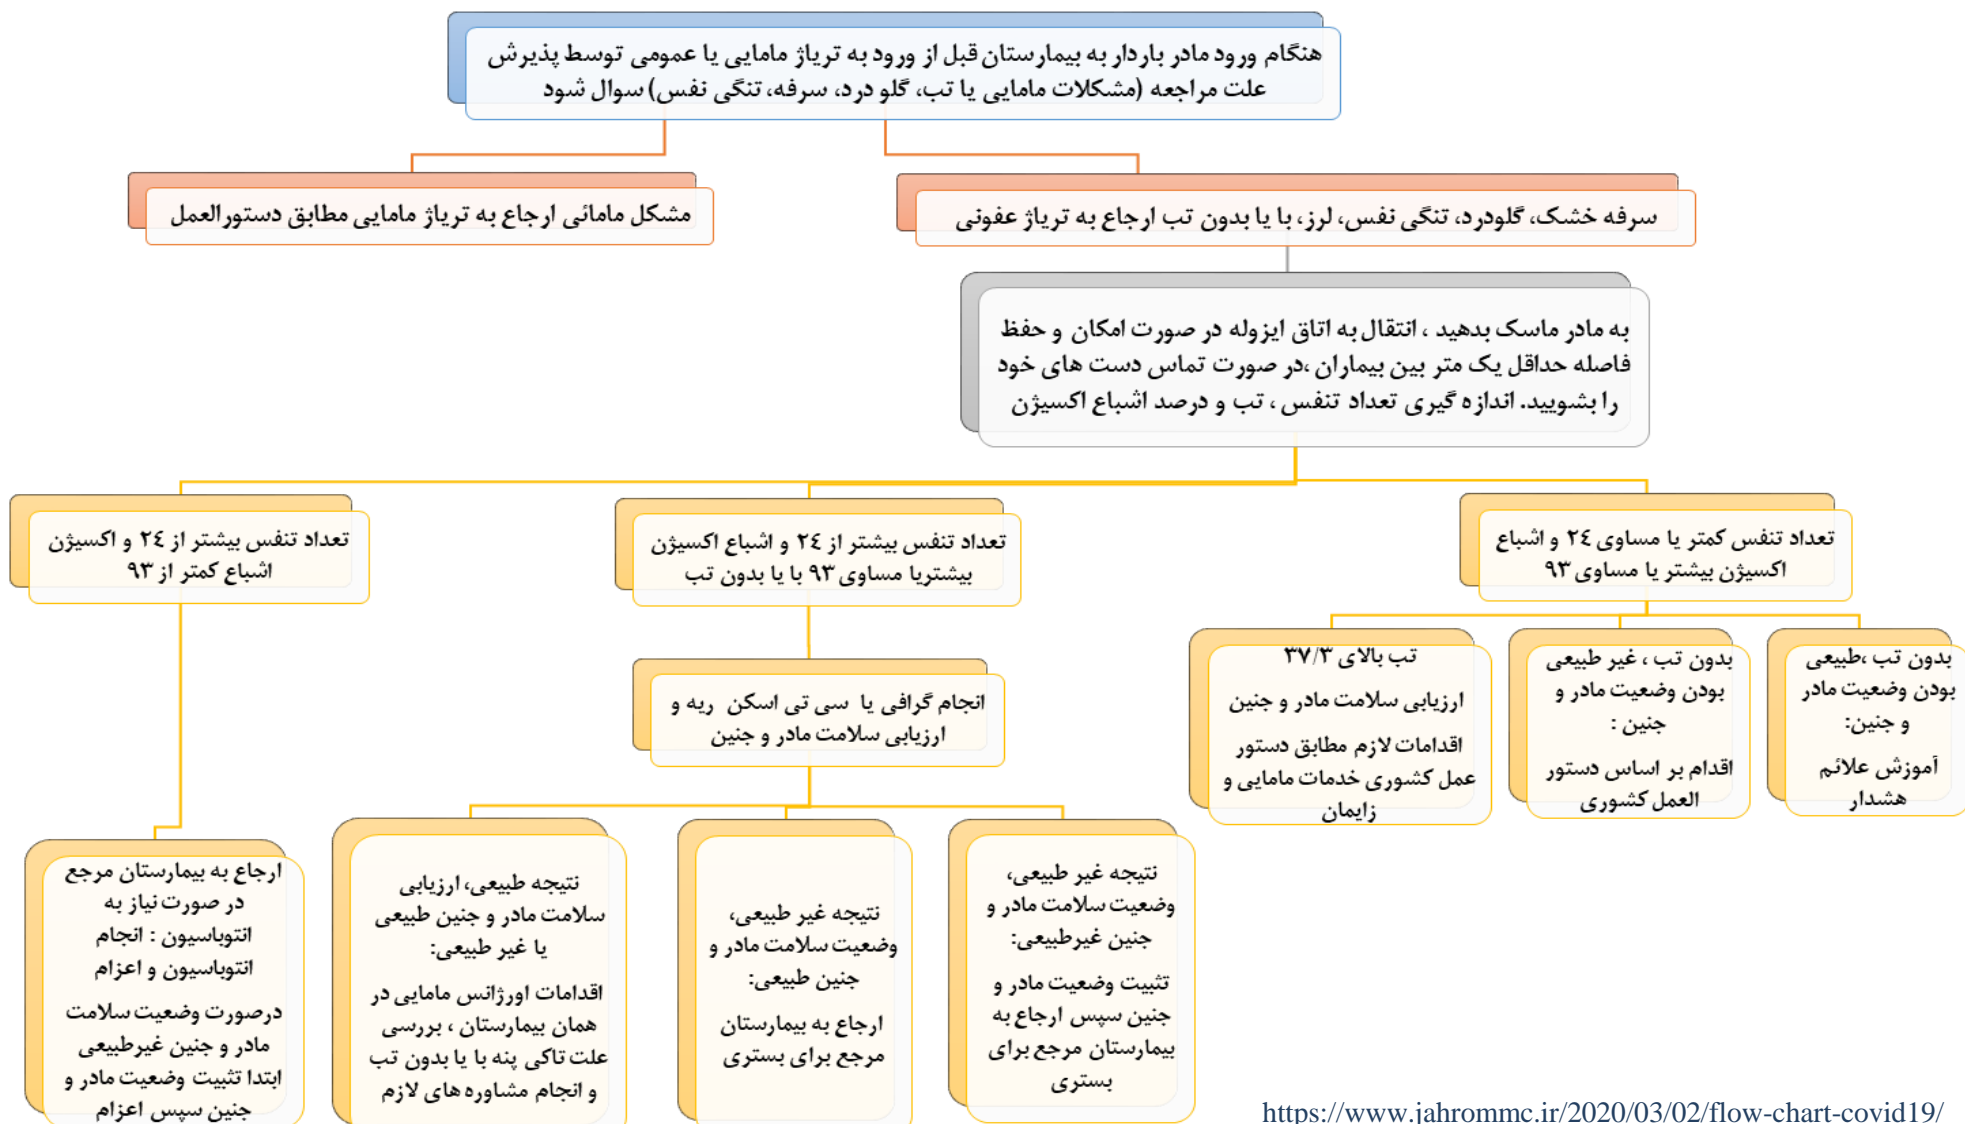 هنگام ورود مادر باردار به بیمارستان قبل از ورود به تریاژ مامایی یا عمومی توسط پذیرش
علت مراجعه (مشکلات مامایی یا تب، گلو درد، سرفه، تنگی نفس) سوال شود
سرفه خشک، گلودرد، تنگی نفس، لرز، با یا بدون تب ارجاع به تریاژ عفونی
مشکل مامائی ارجاع به تریاژ مامایی مطابق دستورالعمل
به مادر ماسک بدهید ، انتقال به اتاق ایزوله در صورت امکان و حفظ
فاصله حداقل یک متر بین بیماران ،در صورت تماس دست های خود
را بشویید. اندازه گیری تعداد تنفس ، تب و درصد اشباع اکسیژن
تعداد تنفس کمتر یا مساوی ٢٤ و اشباع
اکسیژن بیشتر یا مساوی ۹۳
تعداد تنفس بیشتر از ٢٤ و اشباع اکسیژن
بیشتریا مساوی ۹۳ با یا بدون تب
تعداد تنفس بیشتر از ٢٤ و اکسیژن
اشباع کمتر از ۹۳
بدون تب ،طبیعی
بودن وضعیت مادر
و جنین:
آموزش علائم
هشدار
بدون تب ، غیر طبیعی
بودن وضعیت مادر و
جنین :
اقدام بر اساس دستور
العمل کشوری
تب بالای ۳۷/۳
ارزیابی سلامت مادر و جنین
اقدامات لازم مطابق دستور
عمل کشوری خدمات مامایی و
زایمان
انجام گرافی یا سی تی اسکن ریه و
ارزیابی سلامت مادر و جنین
نتیجه غیر طبیعی،
وضعیت سلامت مادر و
جنین غیرطبیعی:
تثبیت وضعیت مادر و
جنین سپس ارجاع به
بیمارستان مرجع برای
بستری
نتیجه غیر طبیعی،
وضعیت سلامت مادر و
جنین طبیعی:
ارجاع به بیمارستان
مرجع برای بستری
نتیجه طبیعی، ارزیابی
سلامت مادر و جنین طبیعی
یا غیر طبیعی:
اقدامات اورژانس مامایی در
همان بیمارستان ، بررسی
علت تاکی پنه با یا بدون تب
و انجام مشاوره های لازم
ارجاع به بیمارستان مرجع
در صورت نیاز به
انتوباسیون : انجام
انتوباسیون و اعزام
درصورت وضعیت سلامت
مادر و جنین غیرطبیعی
ابتدا تثبیت وضعیت مادر و
جنین سپس اعزام
https://www.jahrommc.ir/2020/03/02/flow-chart-covid19/